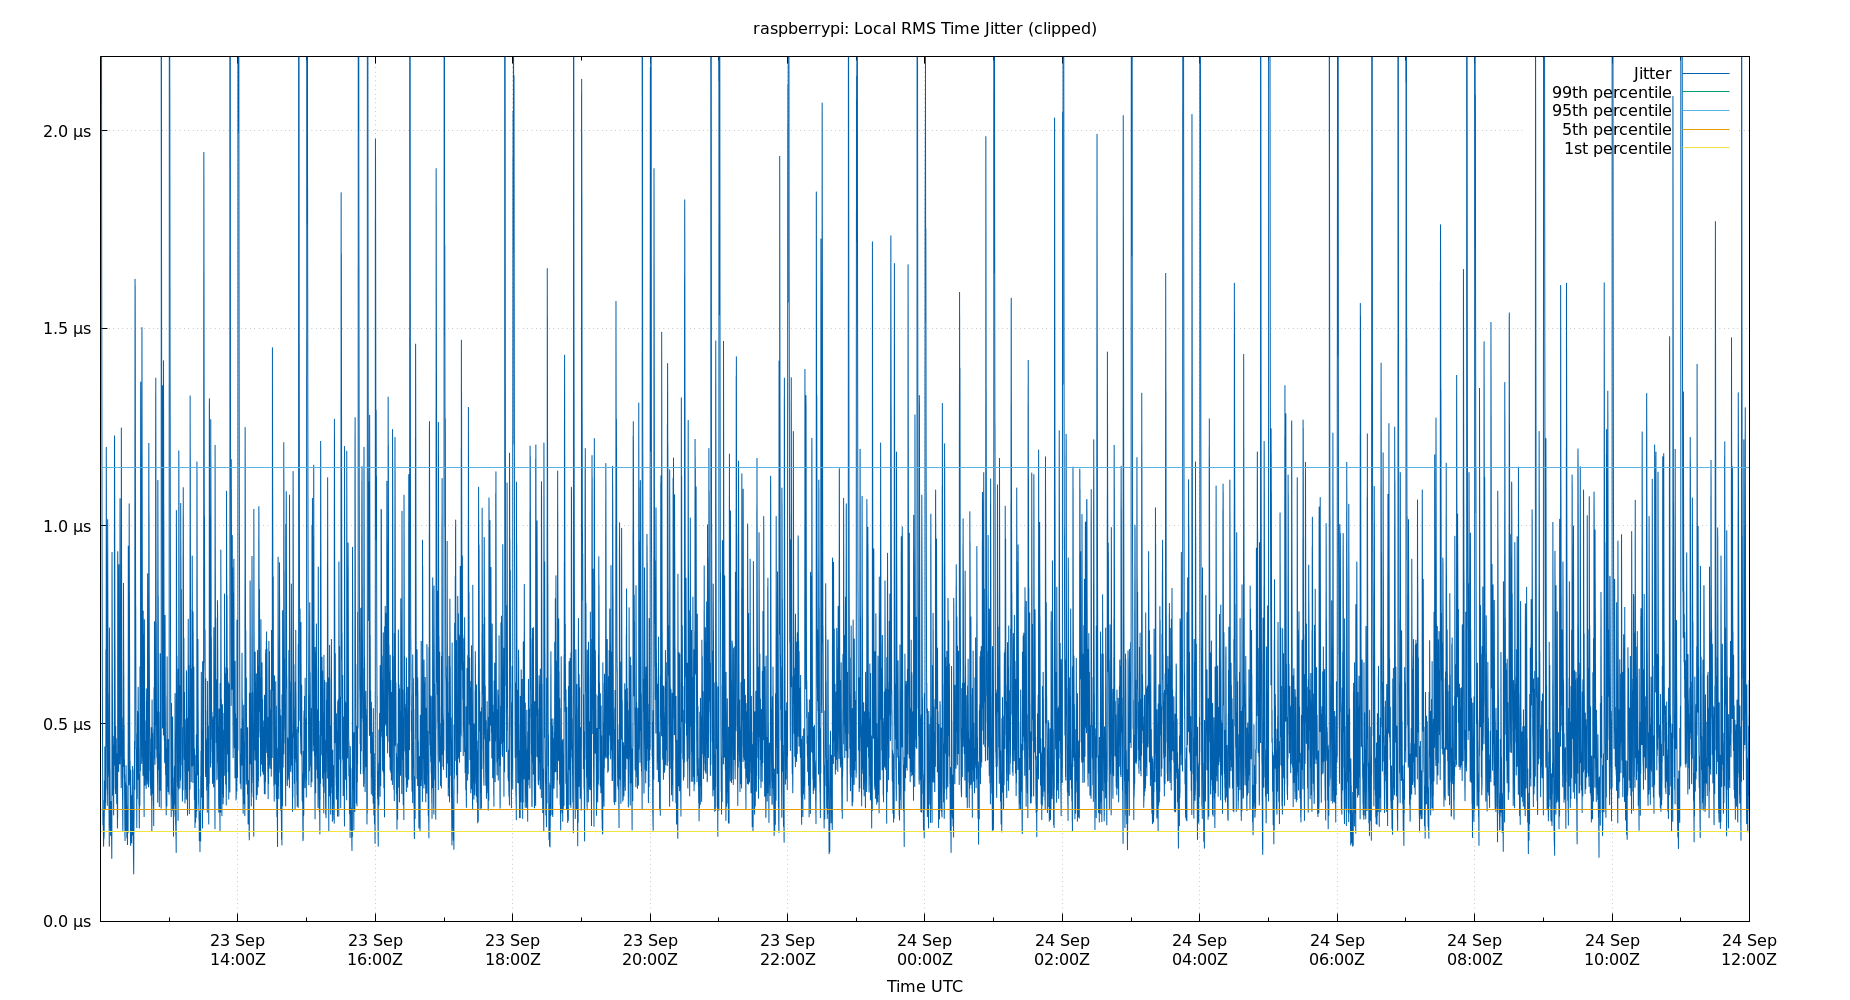 raspberrypi: Local RMS Time Jitter (clipped)
Jitter
99th percentile
95th percentile
5th percentile
1st percentile
2.0 µs
1.5 µs
1.0 µs
0.5 µs
0.0 µs
23 Sep 23 Sep 23 Sep 23 Sep 23 Sep 24 Sep 24 Sep 24 Sep 24 Sep 24 Sep 24 Sep 24 Sep
14:00Z 16:00Z 18:00Z 20:00Z 22:00Z 00:00Z 02:00Z 04:00Z 06:00Z 08:00Z 10:00Z 12:00Z
Time UTC